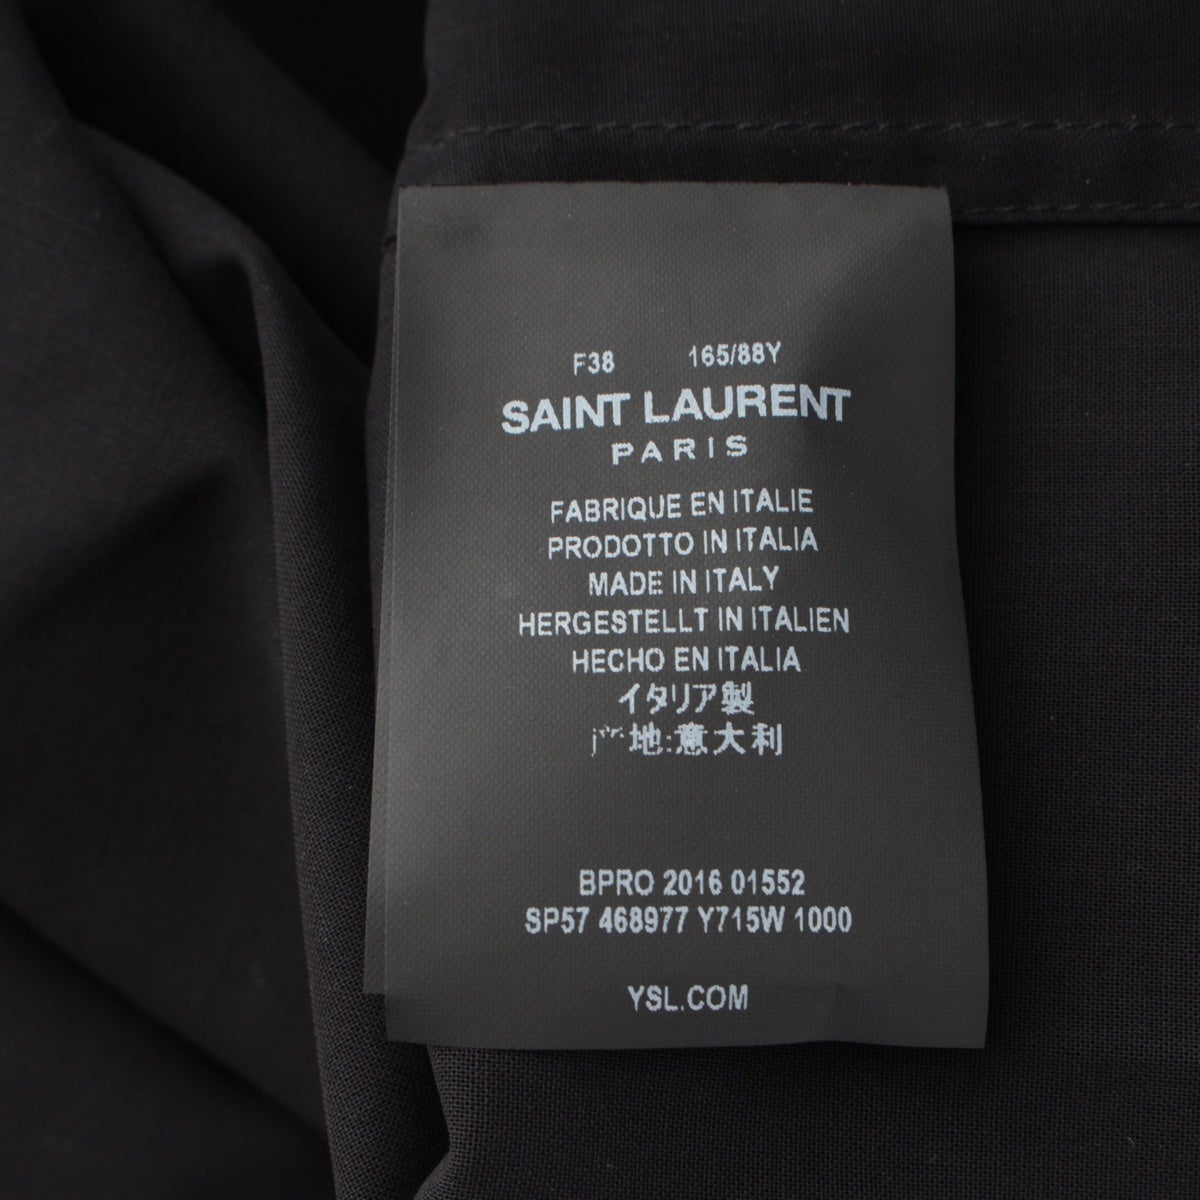 F38 165/88Y
SAINT LAURENT
PARIS
FABRIQUE EN ITALIE
PRODOTTO IN ITALIA
MADE IN ITALY
HERGESTELLT IN ITALIEN
HECHO EN ITALIA
イタリア製
地:意大利
BPRO 2016 01552
SP57 468977 Y715W 1000
YSL.COM